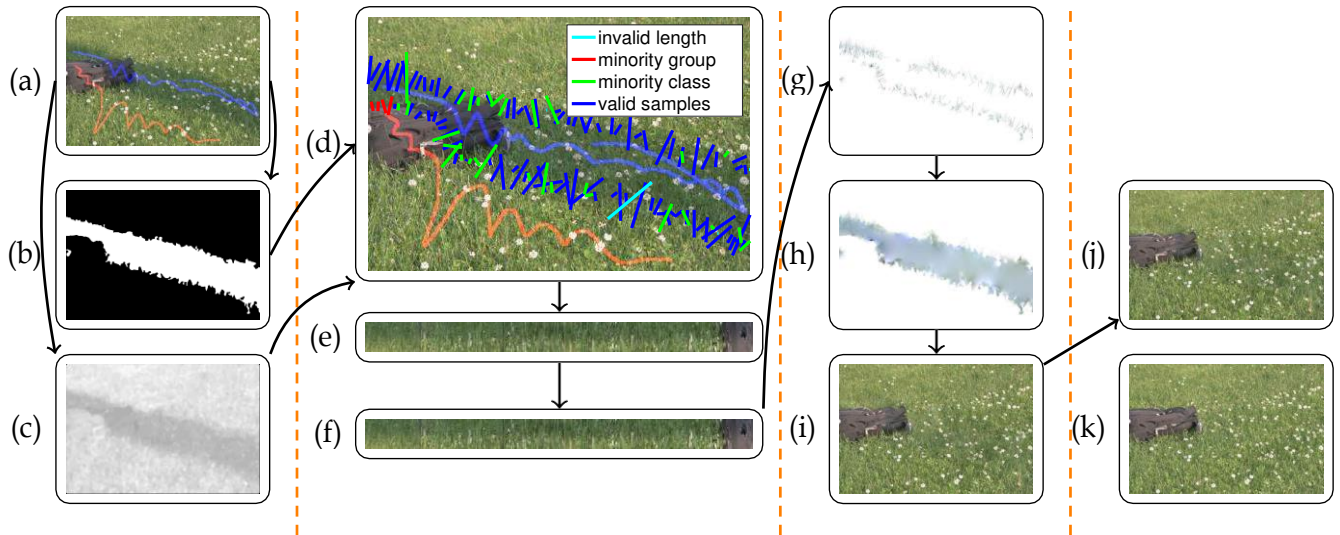 (a)
(b)
(c)
(d)
invalid length
minority group
minority class
valid samples
(e)
(f)
(g)
(h)
(i)
(j)
(k)